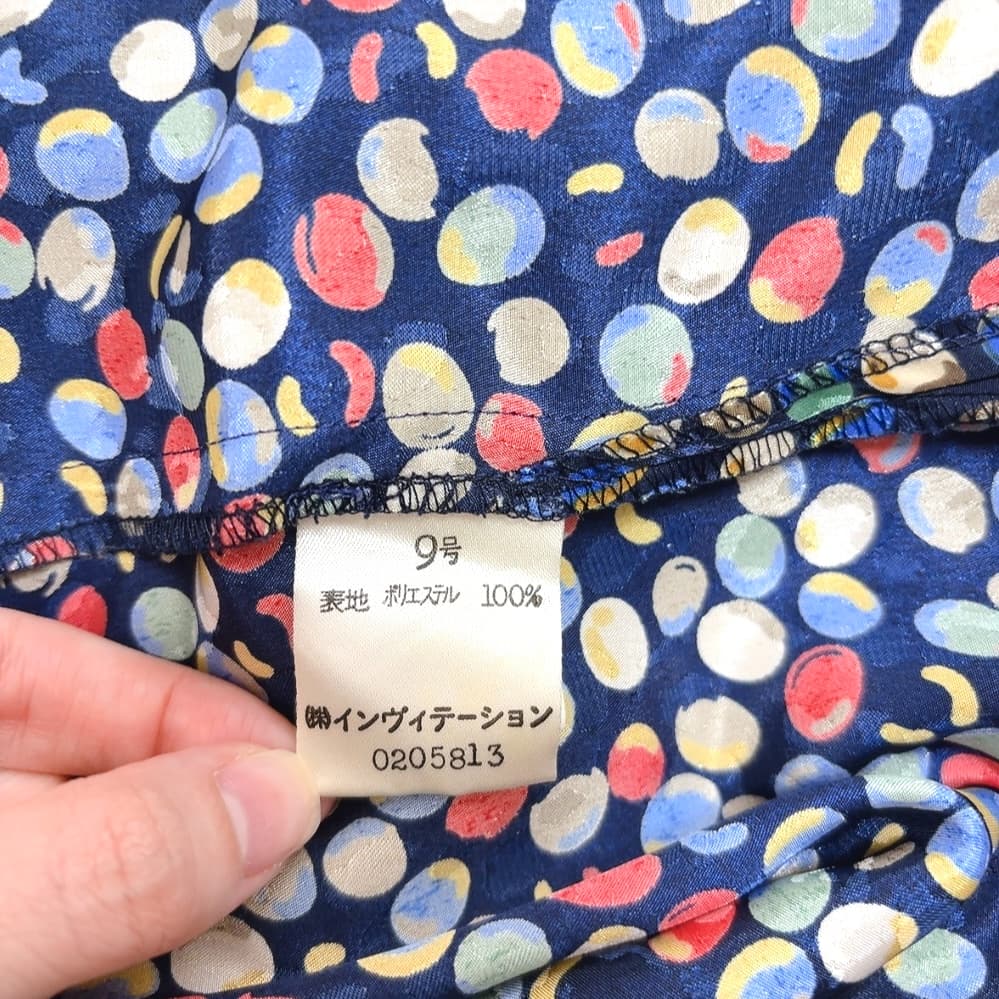 9号
表地 ポリエステル 100%
㈱インヴィテーション
0205813